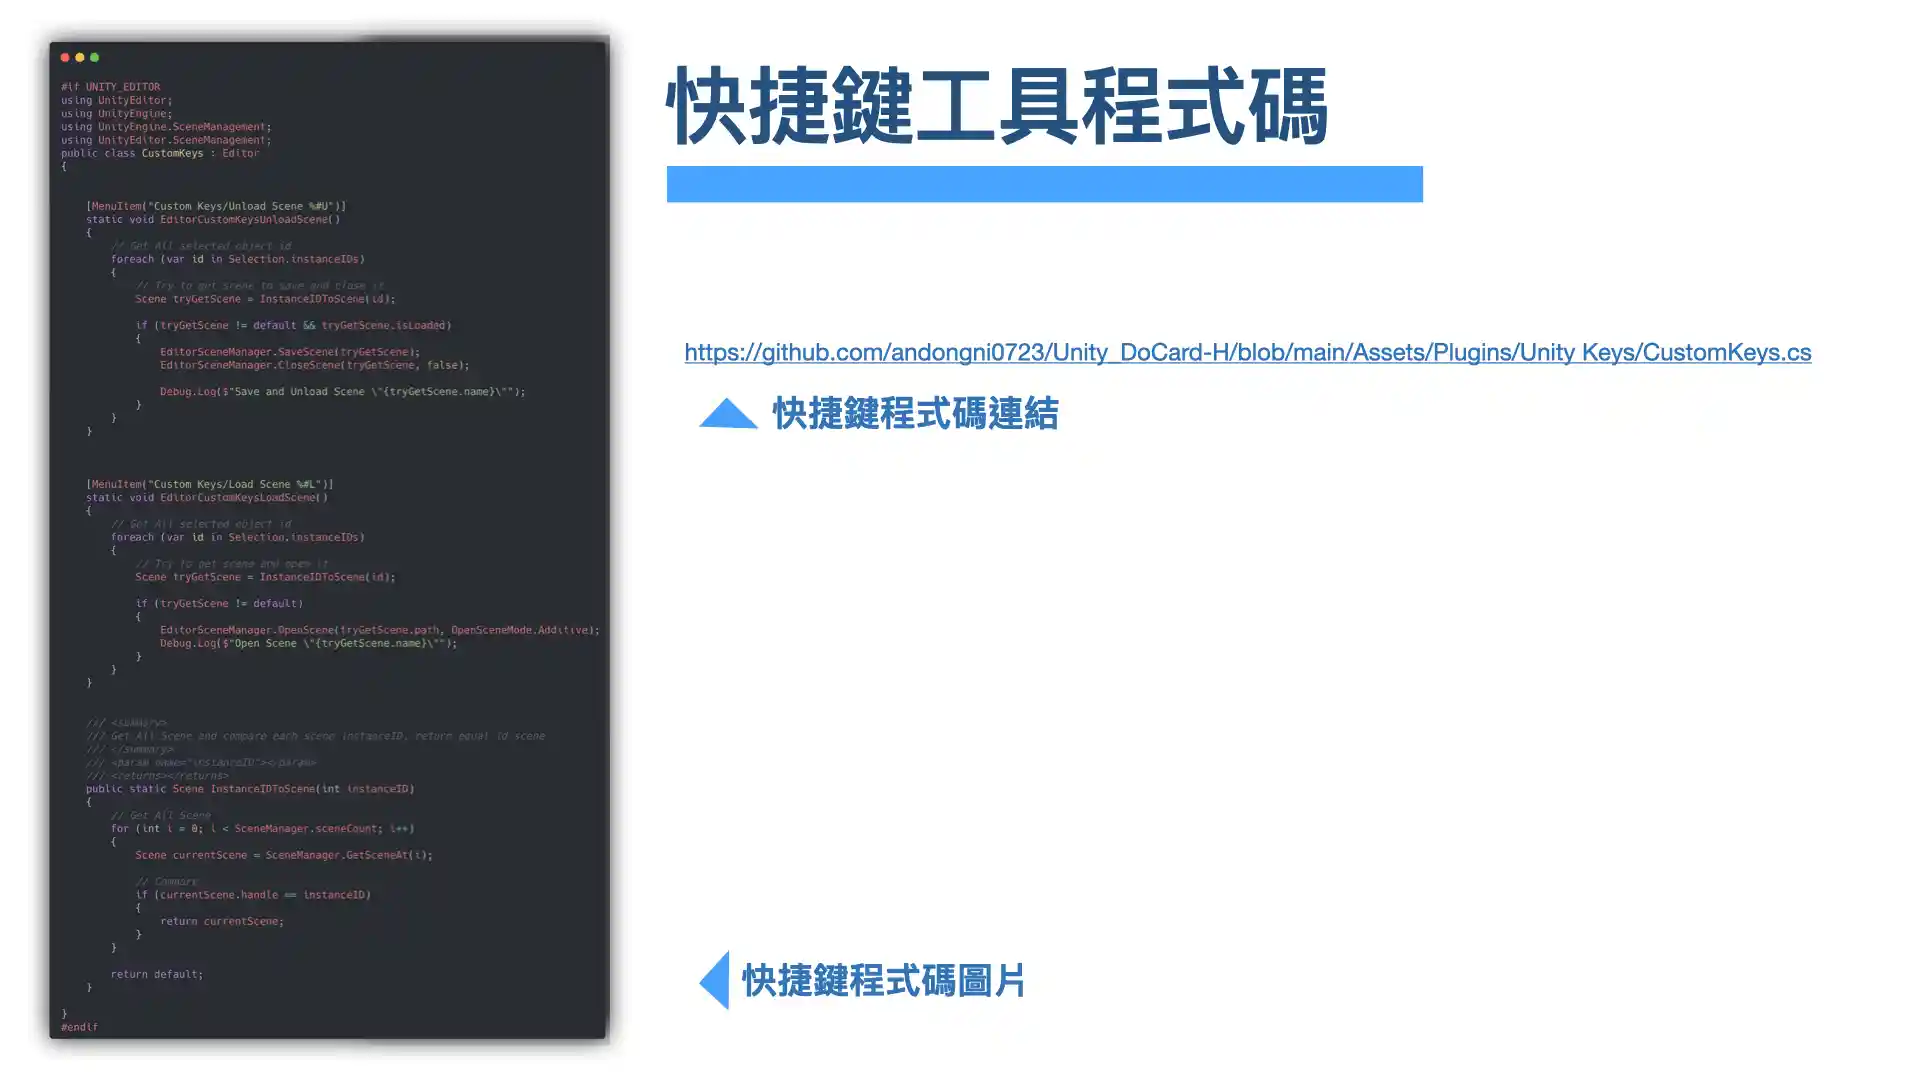 #if UNITY_EDITOR
using UnityEditor;
using UnityEngine;
using UnityEngine.SceneManagement;
using UnityEditor.SceneManagement;
public class CustomKeys : Editor
{
[MenuItem("Custom Keys/Unload Scene %#U")]
static void EditorCustomKeysUnloadScene()
{
// Get All selected object id
foreach (var id in Selection.instanceIDs)
{
// Try to get scene to save and close it
Scene tryGetScene = InstanceIDToScene(id);
if (tryGetScene != default && tryGetScene.isLoaded)
{
EditorSceneManager.SaveScene(tryGetScene);
EditorSceneManager.CloseScene(tryGetScene, false);
Debug.Log($"Save and Unload Scene \"{tryGetScene.name}\"");
}
}
}
[MenuItem("Custom Keys/Load Scene %#L")]
static void EditorCustomKeysLoadScene()
{
// Get All selected object id
foreach (var id in Selection.instanceIDs)
{
// Try to get scene and open it
Scene tryGetScene = InstanceIDToScene(id);
if (tryGetScene != default)
{
EditorSceneManager.OpenScene(tryGetScene.path, OpenSceneMode.Additive);
Debug.Log($"Open Scene \"{tryGetScene.name}\"");
}
}
}
/// <summary>
/// Get All Scene and compare each scene instanceID, return equal id scene
/// </summary>
/// <param name="instanceID"></param>
/// <returns></returns>
public static Scene InstanceIDToScene(int instanceID)
{
// Get All Scene
for (int i = 0; i < SceneManager.sceneCount; i++)
{
Scene currentScene = SceneManager.GetSceneAt(i);
// Compare
if (currentScene.handle == instanceID)
{
return currentScene;
}
}
return default;
}
}
#endif
快捷鍵工具程式碼
https://github.com/andongni0723/Unity_DoCard-H/blob/main/Assets/Plugins/Unity Keys/CustomKeys.cs
快捷鍵程式碼連結
快捷鍵程式碼圖片